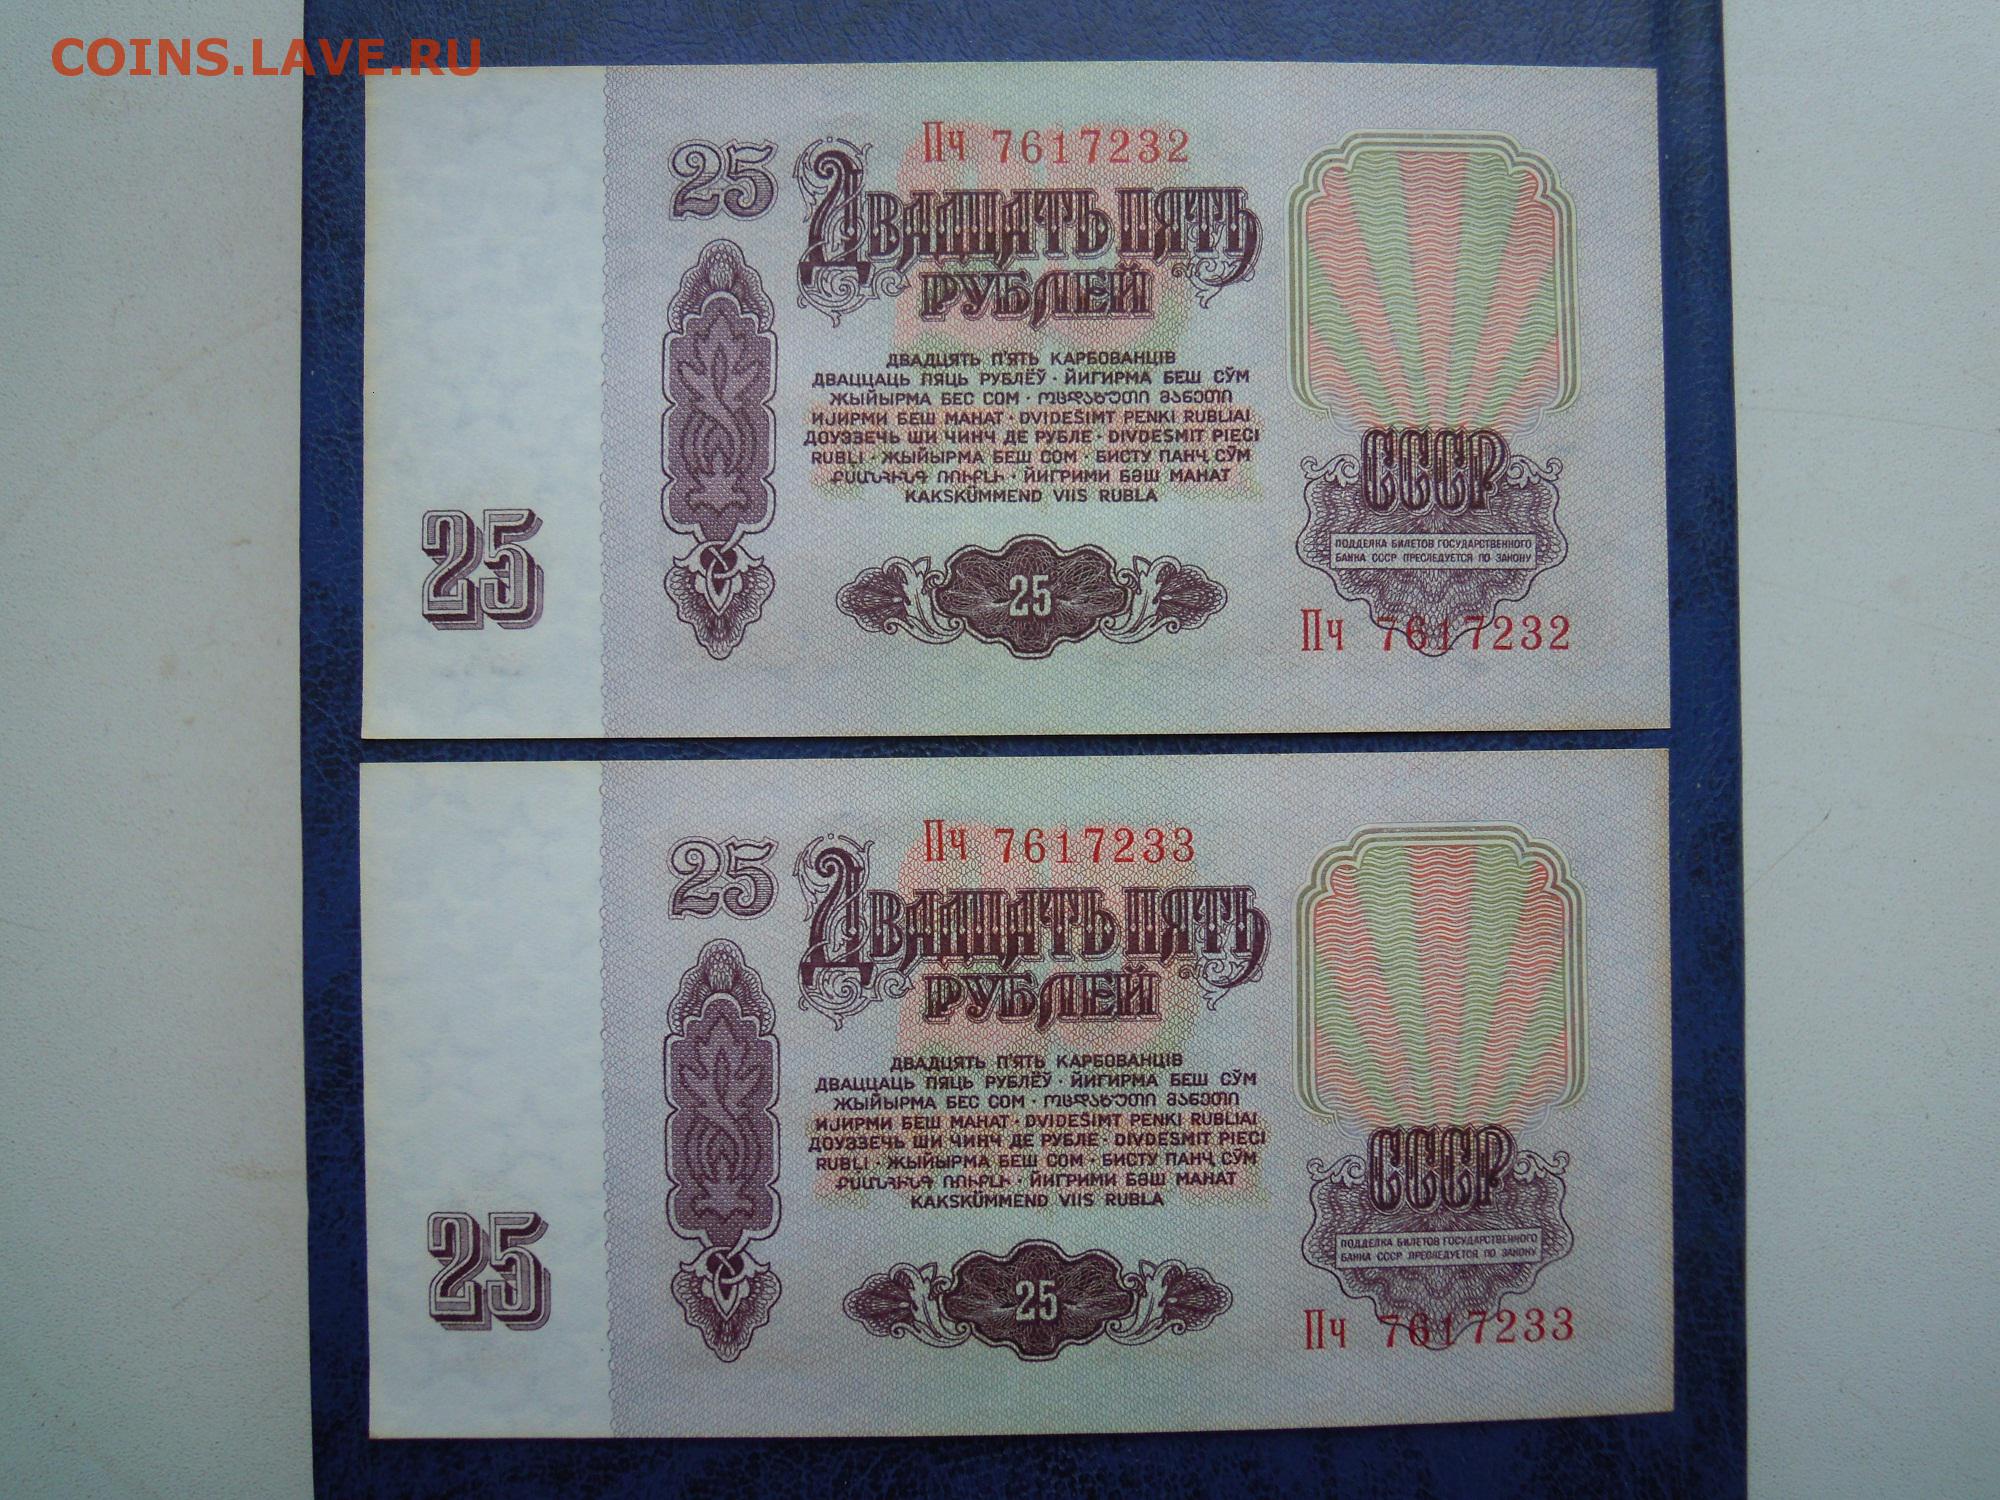 COINS.LAVE.RU
Пч 7617232
25
ДВАДЦАТЬ ПЯТЬ
РУБЛЕЙ
ДВАДЦЯТЬ П'ЯТЬ КАРБОВАНЦІВ
ДВАЦЦАЦЬ ПЯЦЬ РУБЛЁЎ · ЙИГИРМА БЕШ СЎМ
ЖЫЙЫРМА БЕС СОМ · ᲝᲪᲓᲐᲮᲣᲗᲘ ᲛᲐᲜᲔᲗᲘ
ИЈИРМИ БЕШ МАНАТ · DVIDEŠIMT PENKI RUBLIAI
ДОУЭЗЕЧЬ ШИ ЧИНЧ ДЕ РУБЛЕ · DIVDESMIT PIECI
RUBLI · ЖЫЙЫРМА БЕШ СОМ · БИСТУ ПАНҶ СЎМ
ՔՍԱՆՀԻՆԳ ՌՈՒԲԼԻ · ЙИГРИМИ БӘШ МАНАТ
KAKSKÜMMEND VIIS RUBLA
25
25
СССР
ПОДДЕЛКА БИЛЕТОВ ГОСУДАРСТВЕННОГО
БАНКА СССР ПРЕСЛЕДУЕТСЯ ПО ЗАКОНУ
Пч 7617232
Пч 7617233
25
ДВАДЦАТЬ ПЯТЬ
РУБЛЕЙ
ДВАДЦЯТЬ П'ЯТЬ КАРБОВАНЦІВ
ДВАЦЦАЦЬ ПЯЦЬ РУБЛЁЎ · ЙИГИРМА БЕШ СЎМ
ЖЫЙЫРМА БЕС СОМ · ᲝᲪᲓᲐᲮᲣᲗᲘ ᲛᲐᲜᲔᲗᲘ
ИЈИРМИ БЕШ МАНАТ · DVIDEŠIMT PENKI RUBLIAI
ДОУЭЗЕЧЬ ШИ ЧИНЧ ДЕ РУБЛЕ · DIVDESMIT PIECI
RUBLI · ЖЫЙЫРМА БЕШ СОМ · БИСТУ ПАНҶ СЎМ
ՔՍԱՆՀԻՆԳ ՌՈՒԲԼԻ · ЙИГРИМИ БӘШ МАНАТ
KAKSKÜMMEND VIIS RUBLA
25
25
СССР
ПОДДЕЛКА БИЛЕТОВ ГОСУДАРСТВЕННОГО
БАНКА СССР ПРЕСЛЕДУЕТСЯ ПО ЗАКОНУ
Пч 7617233